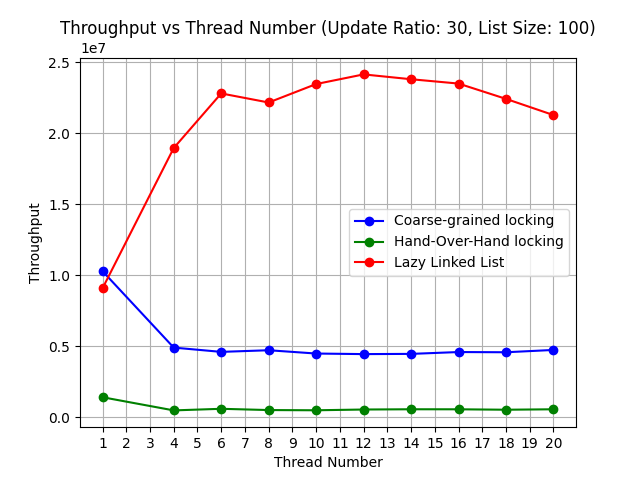 Throughput vs Thread Number (Update Ratio: 30, List Size: 100)
1e7
2.5
2.0
1.5
1.0
0.5
0.0
Throughput
Coarse-grained locking
Hand-Over-Hand locking
Lazy Linked List
1 2 3 4 5 6 7 8 9 10 11 12 13 14 15 16 17 18 19 20
Thread Number